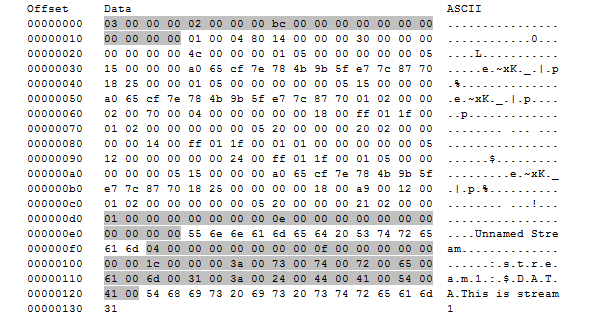 Offset Data ASCII
00000000 03 00 00 00 02 00 00 00 bc 00 00 00 00 00 00 00 ................
00000010 00 00 00 00 01 00 04 80 14 00 00 00 30 00 00 00 ............0...
00000020 00 00 00 00 4c 00 00 00 01 05 00 00 00 00 00 05 ....L...........
00000030 15 00 00 00 a0 65 cf 7e 78 4b 9b 5f e7 7c 87 70 .....e.~xK._.|.p
00000040 18 25 00 00 01 05 00 00 00 00 00 05 15 00 00 00 .%..............
00000050 a0 65 cf 7e 78 4b 9b 5f e7 7c 87 70 01 02 00 00 .e.~xK._.|.p....
00000060 02 00 70 00 04 00 00 00 00 00 18 00 ff 01 1f 00 ..p.............
00000070 01 02 00 00 00 00 00 05 20 00 00 00 20 02 00 00 ........ ... ...
00000080 00 00 14 00 ff 01 1f 00 01 01 00 00 00 00 00 05 ................
00000090 12 00 00 00 00 00 24 00 ff 01 1f 00 01 05 00 00 ......$.........
000000a0 00 00 00 05 15 00 00 00 a0 65 cf 7e 78 4b 9b 5f .........e.~xK._
000000b0 e7 7c 87 70 18 25 00 00 00 00 18 00 a9 00 12 00 .|.p.%..........
000000c0 01 02 00 00 00 00 00 05 20 00 00 00 21 02 00 00 ........ ...!...
000000d0 01 00 00 00 00 00 00 00 0e 00 00 00 00 00 00 00 ................
000000e0 00 00 00 00 55 6e 6e 61 6d 65 64 20 53 74 72 65 ....Unnamed Stre
000000f0 61 6d 04 00 00 00 00 00 00 00 0f 00 00 00 00 00 am..............
00000100 00 00 1c 00 00 00 3a 00 73 00 74 00 72 00 65 00 ......:.s.t.r.e.
00000110 61 00 6d 00 31 00 3a 00 24 00 44 00 41 00 54 00 a.m.1.:.$.D.A.T.
00000120 41 00 54 68 69 73 20 69 73 20 73 74 72 65 61 6d A.This is stream
00000130 31 1